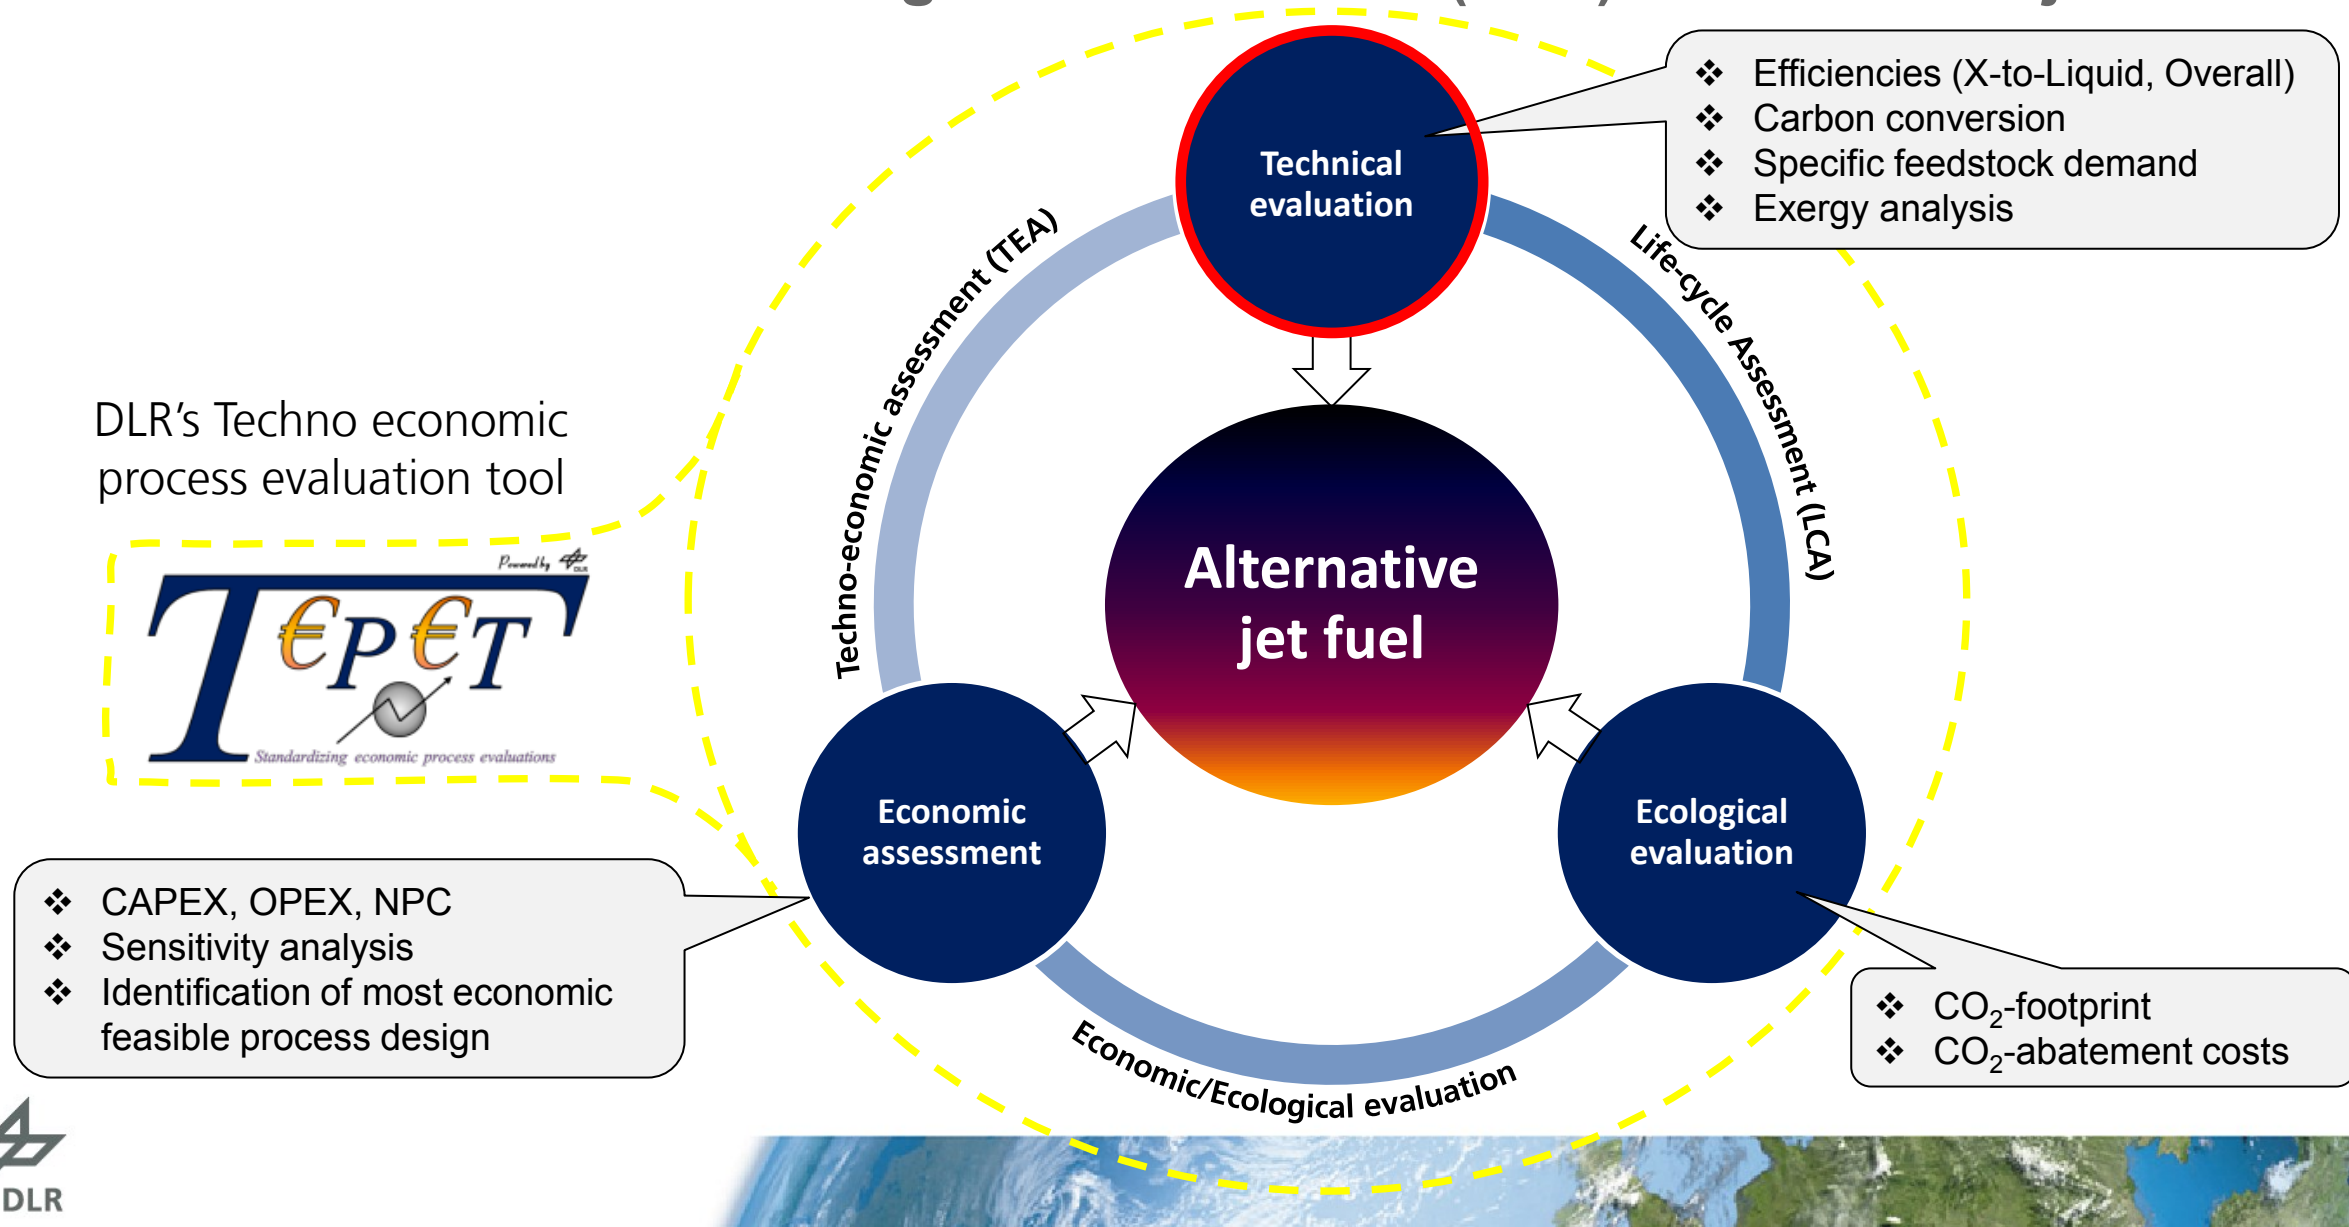 ❖ Efficiencies (X-to-Liquid, Overall)
❖ Carbon conversion
❖ Specific feedstock demand
❖ Exergy analysis
Technical
evaluation
Techno-economic assessment (TEA)
Life-cycle Assessment (LCA)
DLR's Techno economic
process evaluation tool
Powered by DLR
T€P€T
Standardizing economic process evaluations
Alternative
jet fuel
Economic
assessment
Ecological
evaluation
❖ CAPEX, OPEX, NPC
❖ Sensitivity analysis
❖ Identification of most economic
feasible process design
❖ CO₂-footprint
❖ CO₂-abatement costs
Economic/Ecological evaluation
DLR